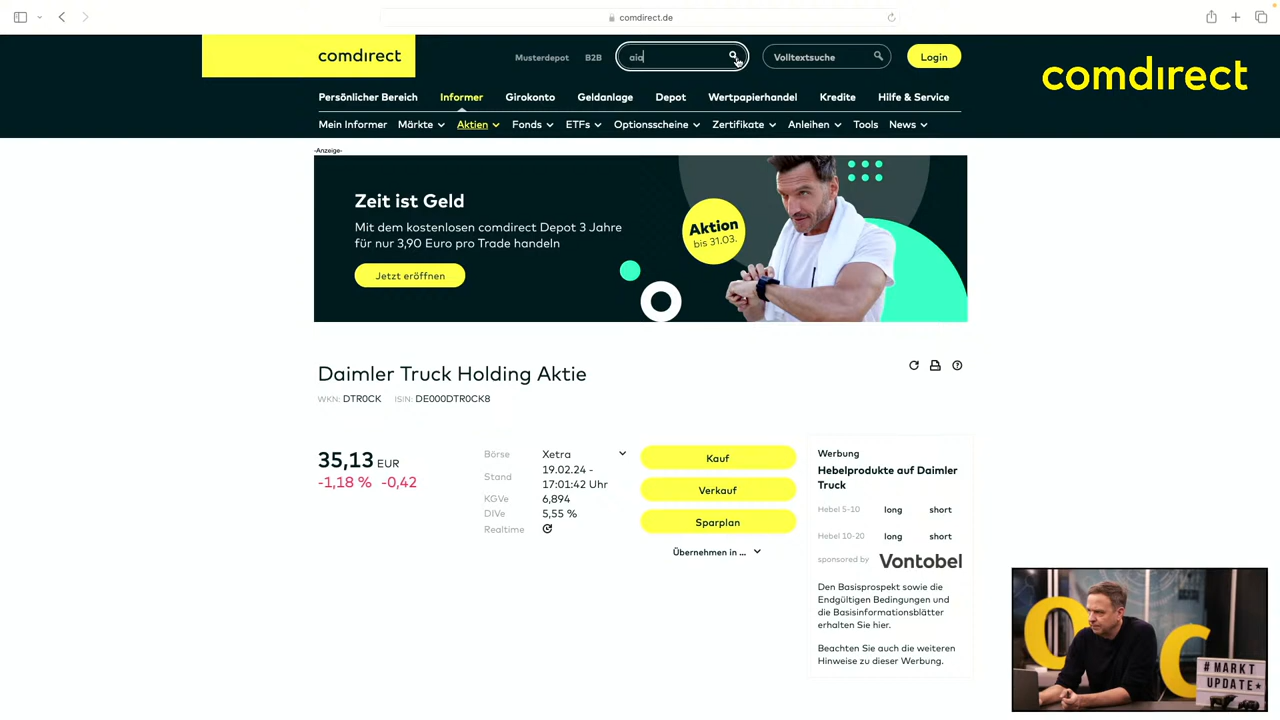 comdirect.de
comdirect
Musterdepot B2B aia Volltextsuche Login
comdirect
Persönlicher Bereich Informer Girokonto Geldanlage Depot Wertpapierhandel Kredite Hilfe & Service
Mein Informer Märkte Aktien Fonds ETFs Optionsscheine Zertifikate Anleihen Tools News
-Anzeige-
Zeit ist Geld
Mit dem kostenlosen comdirect Depot 3 Jahre
für nur 3,90 Euro pro Trade handeln
Jetzt eröffnen
Aktion
bis 31.03.
Daimler Truck Holding Aktie
WKN: DTR0CK ISIN: DE000DTR0CK8
35,13 EUR
-1,18 % -0,42
Börse Xetra
Stand 19.02.24 -
17:01:42 Uhr
KGVe 6,894
DIVe 5,55 %
Realtime
Kauf
Verkauf
Sparplan
Übernehmen in ...
Werbung
Hebelprodukte auf Daimler
Truck
Hebel 5-10 long short
Hebel 10-20 long short
sponsored by Vontobel
Den Basisprospekt sowie die
Endgültigen Bedingungen und
die Basisinformationsblätter
erhalten Sie hier.
Beachten Sie auch die weiteren
Hinweise zu dieser Werbung.
#MARKT
UPDATE